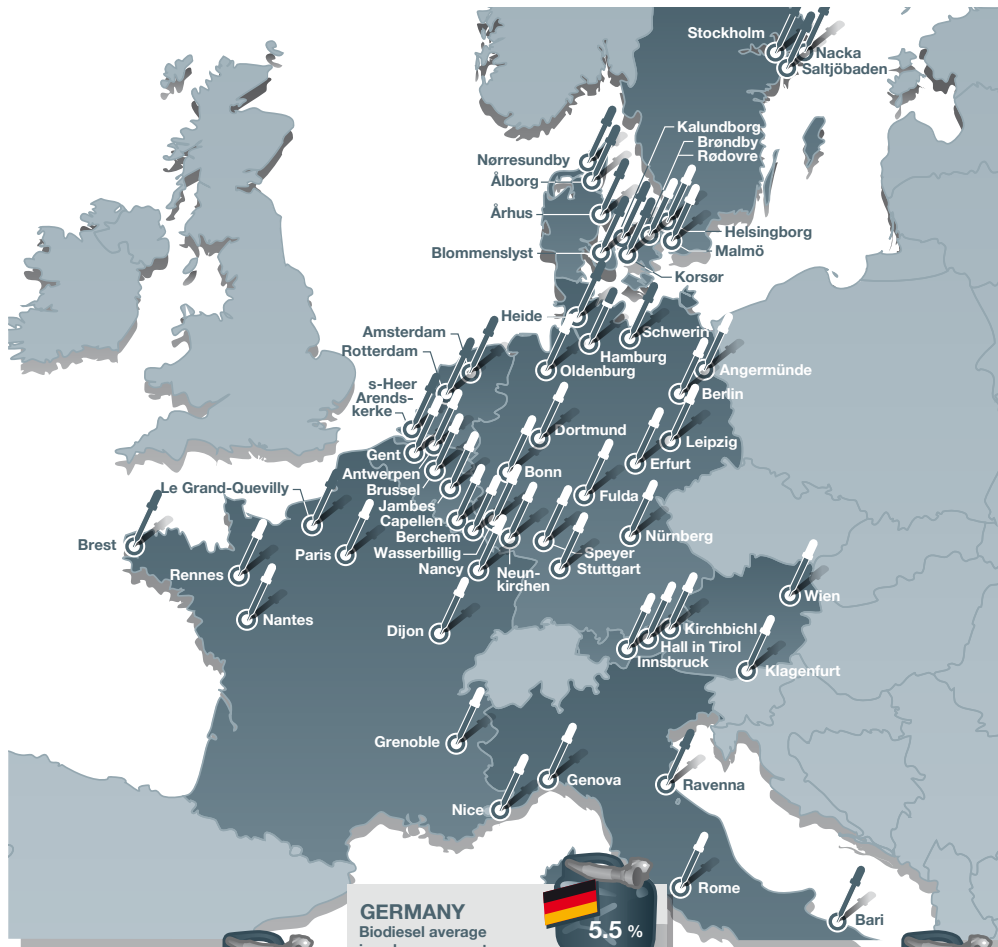 Stockholm
Nacka
Saltjöbaden
Kalundborg
Brøndby
Rødovre
Nørresundby
Ålborg
Århus
Helsingborg
Malmö
Blommenslyst
Korsør
Heide
Schwerin
Amsterdam
Hamburg
Rotterdam
Oldenburg
Angermünde
s-Heer
Arends-
kerke
Berlin
Dortmund
Leipzig
Gent
Erfurt
Antwerpen
Bonn
Brussel
Fulda
Le Grand-Quevilly
Jambes
Capellen
Berchem
Nürnberg
Brest
Paris
Wasserbillig
Speyer
Nancy
Neun-
kirchen
Stuttgart
Rennes
Wien
Nantes
Dijon
Kirchbichl
Hall in Tirol
Innsbruck
Klagenfurt
Grenoble
Genova
Ravenna
Nice
Rome
GERMANY
Biodiesel average
5.5 %
Bari